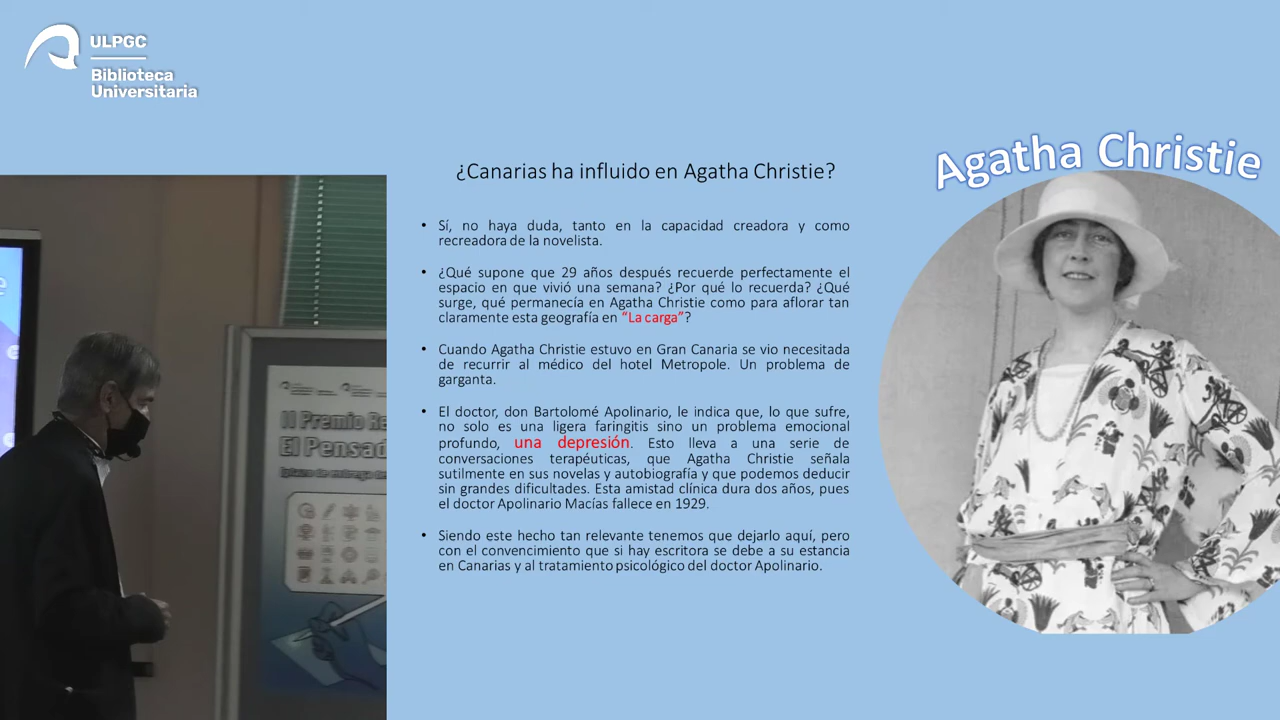 ULPGC
Biblioteca
Universitaria
Agatha Christie
¿Canarias ha influido en Agatha Christie?
• Sí, no haya duda, tanto en la capacidad creadora y como
recreadora de la novelista.
• ¿Qué supone que 29 años después recuerde perfectamente el
espacio en que vivió una semana? ¿Por qué lo recuerda? ¿Qué
surge, qué permanecía en Agatha Christie como para aflorar tan
claramente esta geografía en “La carga”?
• Cuando Agatha Christie estuvo en Gran Canaria se vio necesitada
de recurrir al médico del hotel Metropole. Un problema de
garganta.
• El doctor, don Bartolomé Apolinario, le indica que, lo que sufre,
no solo es una ligera faringitis sino un problema emocional
profundo, una depresión. Esto lleva a una serie de
conversaciones terapéuticas, que Agatha Christie señala
sutilmente en sus novelas y autobiografía y que podemos deducir
sin grandes dificultades. Esta amistad clínica dura dos años, pues
el doctor Apolinario Macías fallece en 1929.
• Siendo este hecho tan relevante tenemos que dejarlo aquí, pero
con el convencimiento que si hay escritora se debe a su estancia
en Canarias y al tratamiento psicológico del doctor Apolinario.
II Premio Re
El Pensad